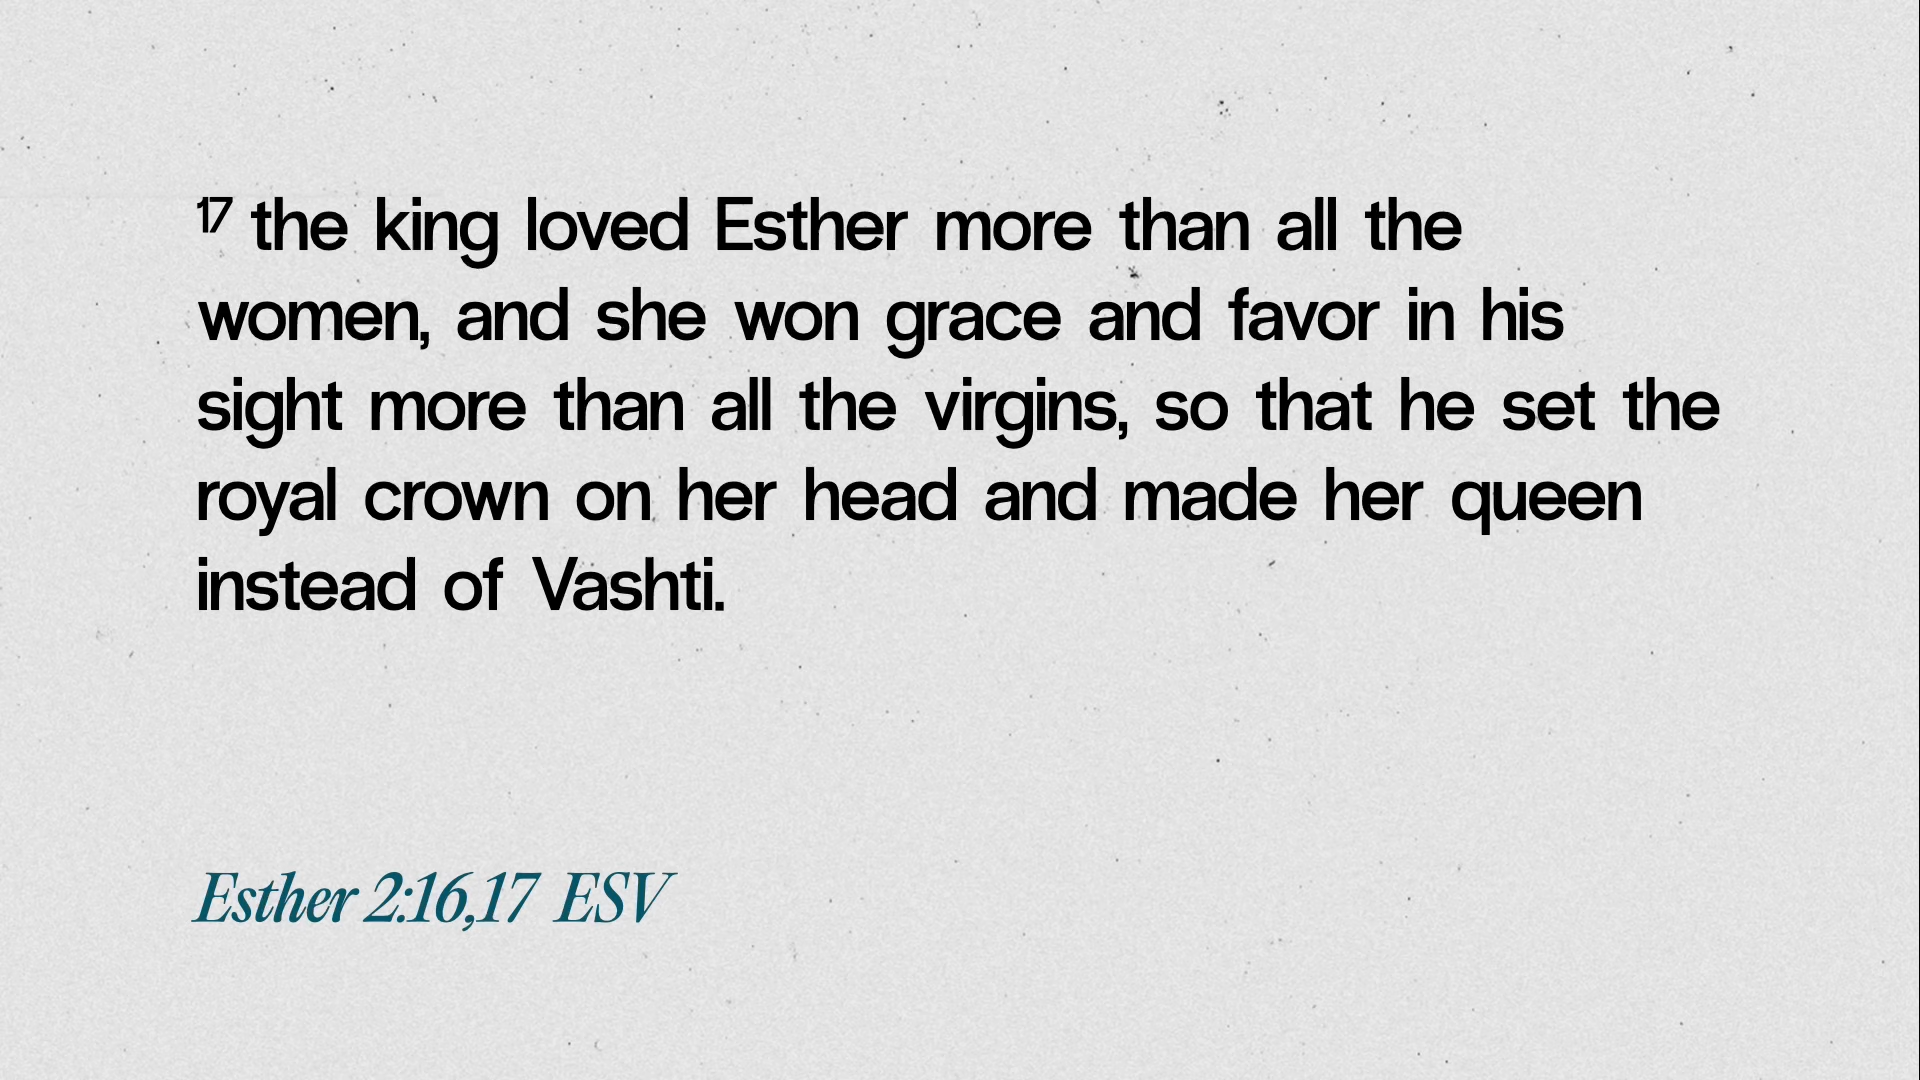 17 the king loved Esther more than all the
women, and she won grace and favor in his
sight more than all the virgins, so that he set the
royal crown on her head and made her queen
instead of Vashti.
Esther 2:16,17 ESV